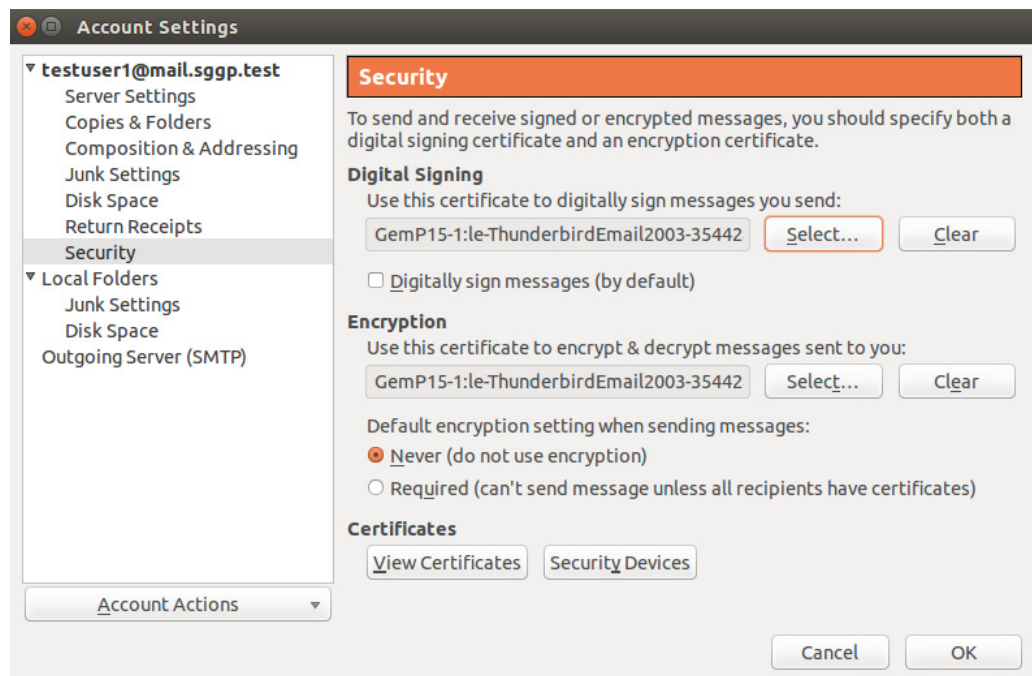 Account Settings
testuser1@mail.sggp.test
Server Settings
Copies & Folders
Composition & Addressing
Junk Settings
Disk Space
Return Receipts
Security
Local Folders
Junk Settings
Disk Space
Outgoing Server (SMTP)
Account Actions
Security
To send and receive signed or encrypted messages, you should specify both a
digital signing certificate and an encryption certificate.
Digital Signing
Use this certificate to digitally sign messages you send:
GemP15-1:le-ThunderbirdEmail2003-35442 Select... Clear
Digitally sign messages (by default)
Encryption
Use this certificate to encrypt & decrypt messages sent to you:
GemP15-1:le-ThunderbirdEmail2003-35442 Select... Clear
Default encryption setting when sending messages:
Never (do not use encryption)
Required (can't send message unless all recipients have certificates)
Certificates
View Certificates Security Devices
Cancel OK